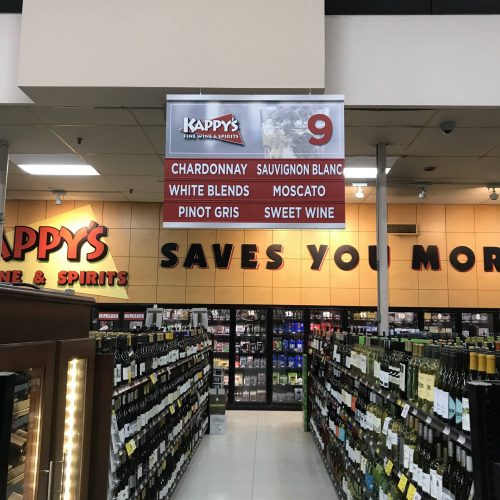 KAPPY'S
FINE WINE & SPIRITS
9
CHARDONNAY SAUVIGNON BLANC
WHITE BLENDS MOSCATO
PINOT GRIS SWEET WINE
APPY'S
NE & SPIRITS
SAVES YOU MOR